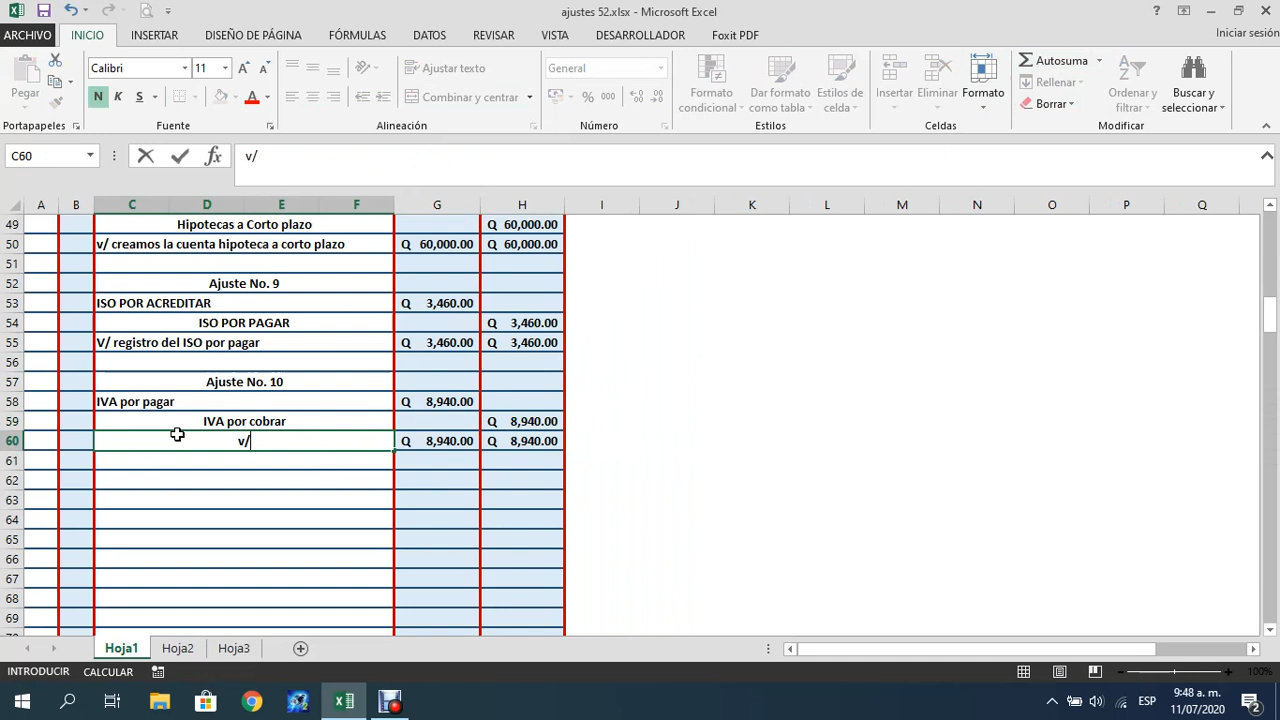 ajustes 52.xlsx - Microsoft Excel
ARCHIVO INICIO INSERTAR DISEÑO DE PÁGINA FÓRMULAS DATOS REVISAR VISTA DESARROLLADOR Foxit PDF Iniciar sesión
Pegar
Calibri 11
N K S
Ajustar texto
Combinar y centrar
General
% 000
Formato condicional
Dar formato como tabla
Estilos de celda
Insertar Eliminar Formato
Autosuma
Rellenar
Borrar
Ordenar y filtrar
Buscar y seleccionar
Portapapeles Fuente Alineación Número Estilos Celdas Modificar
C60 fx v/
A B C D E F G H I J K L M N O P Q
49 Hipotecas a Corto plazo Q 60,000.00
50 v/ creamos la cuenta hipoteca a corto plazo Q 60,000.00 Q 60,000.00
51
52 Ajuste No. 9
53 ISO POR ACREDITAR Q 3,460.00
54 ISO POR PAGAR Q 3,460.00
55 V/ registro del ISO por pagar Q 3,460.00 Q 3,460.00
56
57 Ajuste No. 10
58 IVA por pagar Q 8,940.00
59 IVA por cobrar Q 8,940.00
60 v/ Q 8,940.00 Q 8,940.00
61
62
63
64
65
66
67
68
69
Hoja1 Hoja2 Hoja3
INTRODUCIR CALCULAR 100%
ESP 9:48 a. m.
11/07/2020
2